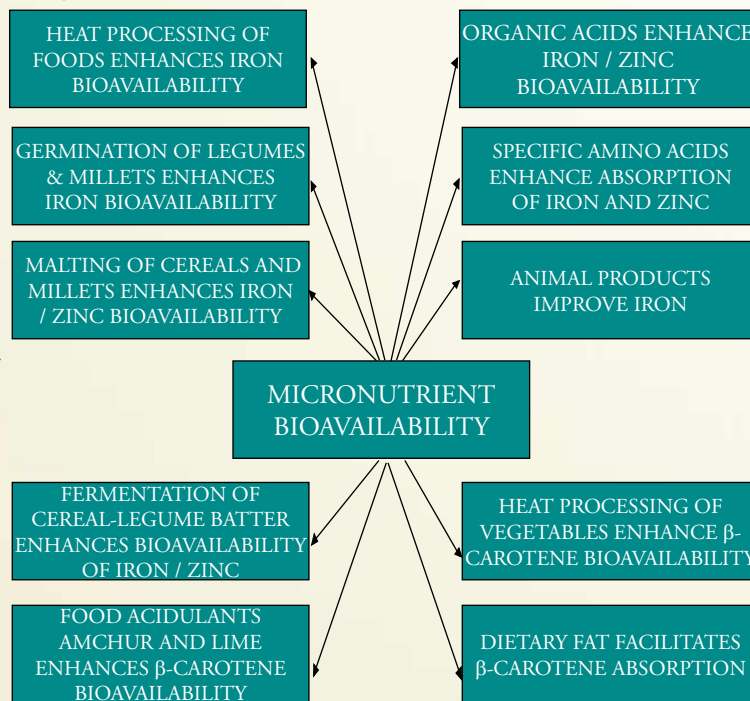 HEAT PROCESSING OF
FOODS ENHANCES IRON
BIOAVAILABILITY
ORGANIC ACIDS ENHANCE
IRON / ZINC
BIOAVAILABILITY
GERMINATION OF LEGUMES
& MILLETS ENHANCES
IRON BIOAVAILABILITY
SPECIFIC AMINO ACIDS
ENHANCE ABSORPTION
OF IRON AND ZINC
MALTING OF CEREALS AND
MILLETS ENHANCES IRON
/ ZINC BIOAVAILABILITY
ANIMAL PRODUCTS
IMPROVE IRON
MICRONUTRIENT
BIOAVAILABILITY
FERMENTATION OF
CEREAL-LEGUME BATTER
ENHANCES BIOAVAILABILITY
OF IRON / ZINC
HEAT PROCESSING OF
VEGETABLES ENHANCE β-
CAROTENE BIOAVAILABILITY
FOOD ACIDULANTS
AMCHUR AND LIME
ENHANCES β-CAROTENE
BIOAVAILABILITY
DIETARY FAT FACILITATES
β-CAROTENE ABSORPTION